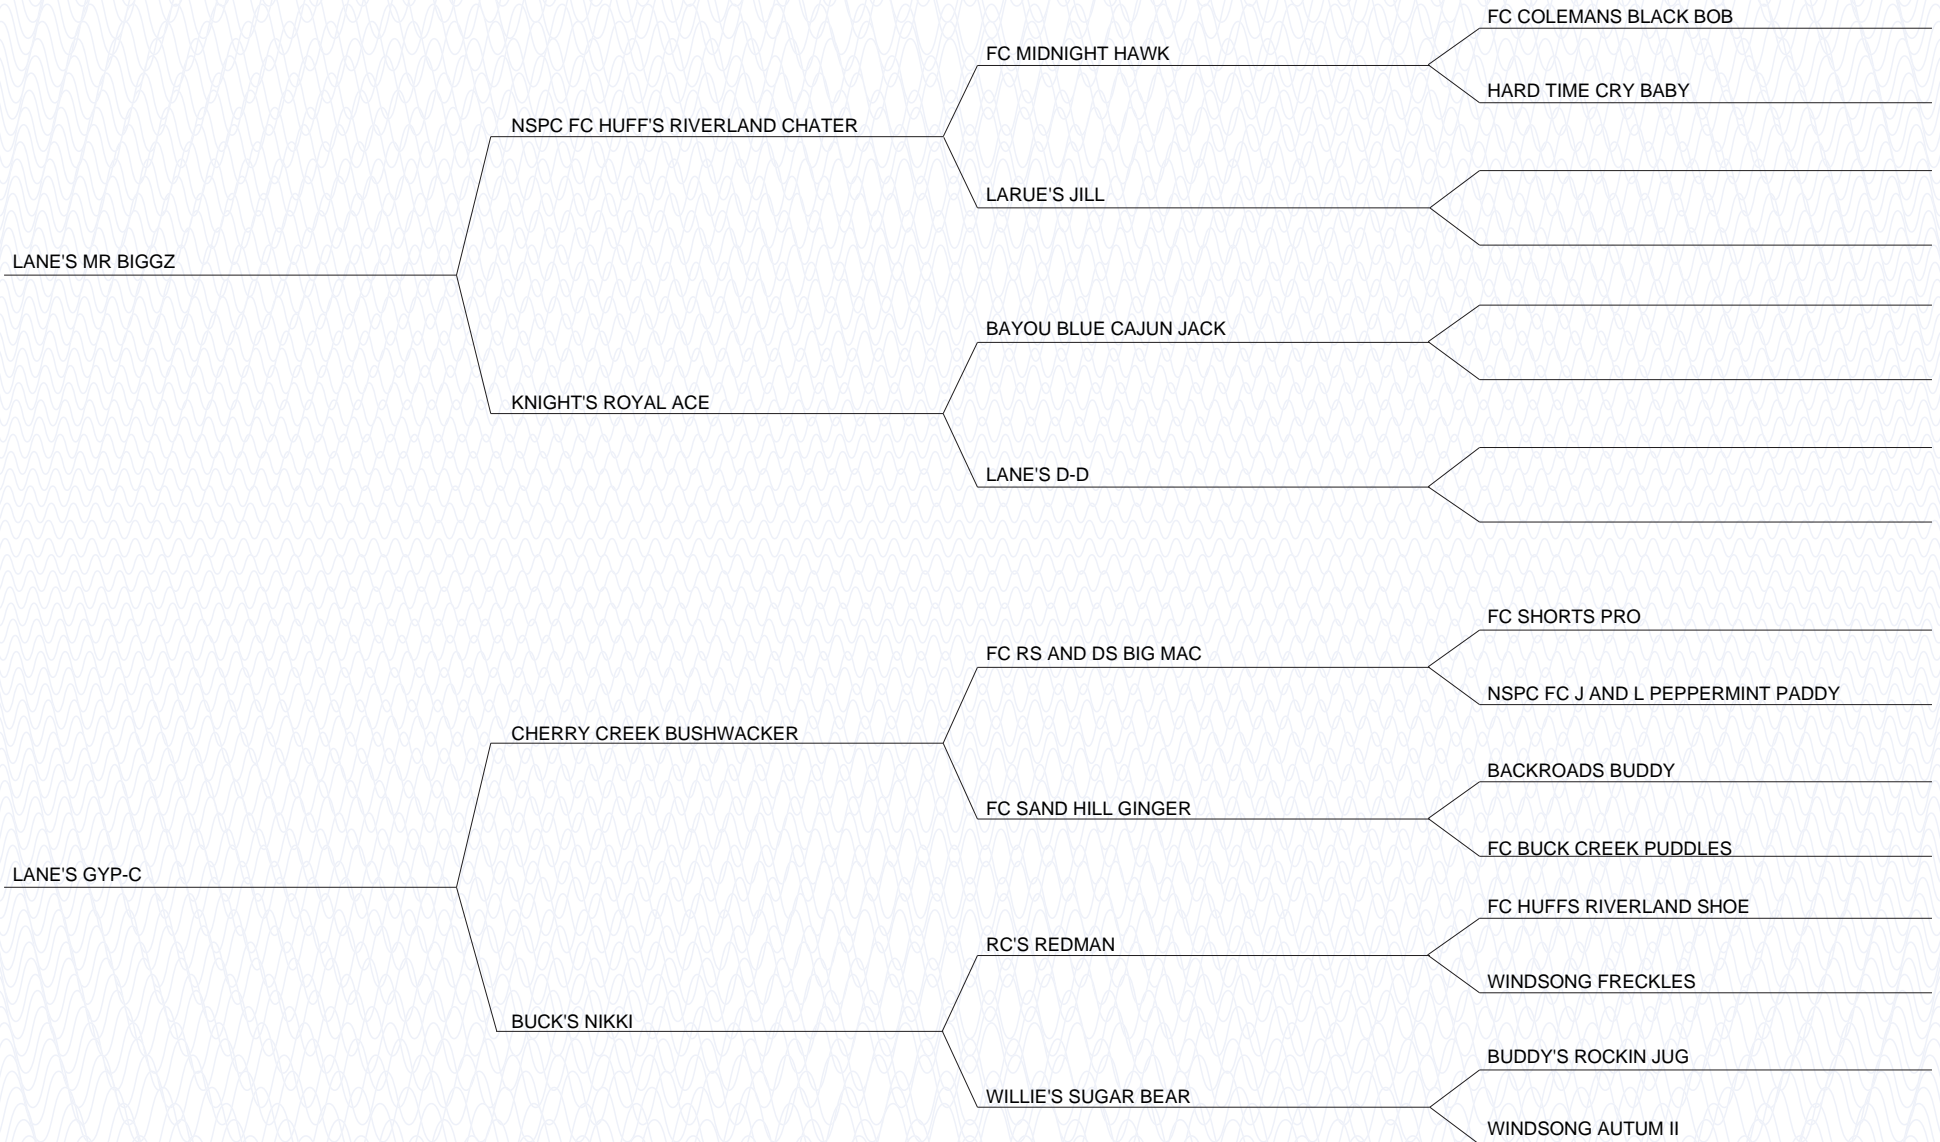 FC COLEMANS BLACK BOB
FC MIDNIGHT HAWK
HARD TIME CRY BABY
NSPC FC HUFF'S RIVERLAND CHATER
LARUE'S JILL
LANE'S MR BIGGZ
BAYOU BLUE CAJUN JACK
KNIGHT'S ROYAL ACE
LANE'S D-D
FC SHORTS PRO
FC RS AND DS BIG MAC
NSPC FC J AND L PEPPERMINT PADDY
CHERRY CREEK BUSHWACKER
BACKROADS BUDDY
FC SAND HILL GINGER
FC BUCK CREEK PUDDLES
LANE'S GYP-C
FC HUFFS RIVERLAND SHOE
RC'S REDMAN
WINDSONG FRECKLES
BUCK'S NIKKI
BUDDY'S ROCKIN JUG
WILLIE'S SUGAR BEAR
WINDSONG AUTUM II